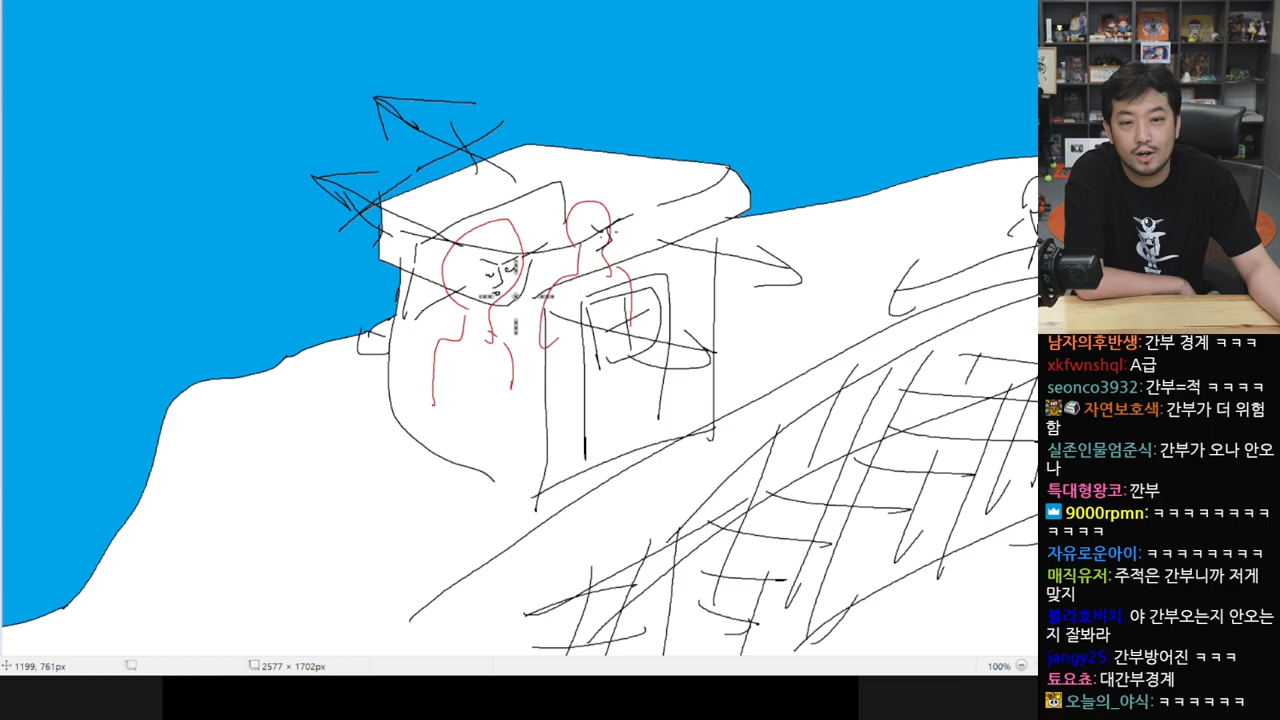 남자의후반생: 간부 경계 ㅋㅋㅋ
xkfwnshql: A급
seonco3932: 간부=적 ㅋㅋㅋㅋ
자연보호색: 간부가 더 위험
함
실존인물엄준식: 간부가 오나 안오
나
특대형왕코: 깐부
9000rpmn: ㅋㅋㅋㅋㅋㅋㅋㅋ
ㅋㅋㅋㅋ
자유로운아이: ㅋㅋㅋㅋㅋㅋㅋㅋ
매직유저: 주적은 간부니까 저게
맞지
블라호비치: 야 간부오는지 안오는
지 잘봐라
jangy25: 간부방어진 ㅋㅋㅋ
툐요쵸: 대간부경계
오늘의_야식: ㅋㅋㅋㅋㅋㅋ
1199, 761px
2577 × 1702px
100%